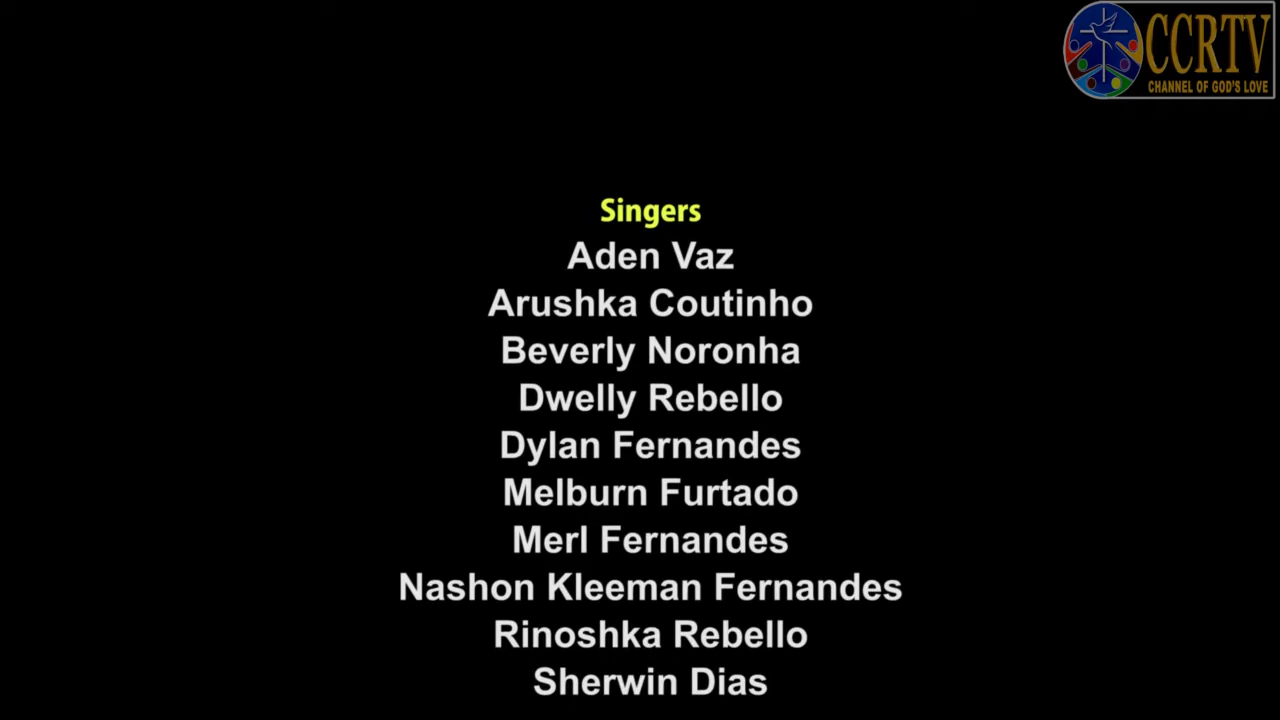 CCRTV
CHANNEL OF GOD'S LOVE
Singers
Aden Vaz
Arushka Coutinho
Beverly Noronha
Dwelly Rebello
Dylan Fernandes
Melburn Furtado
Merl Fernandes
Nashon Kleeman Fernandes
Rinoshka Rebello
Sherwin Dias